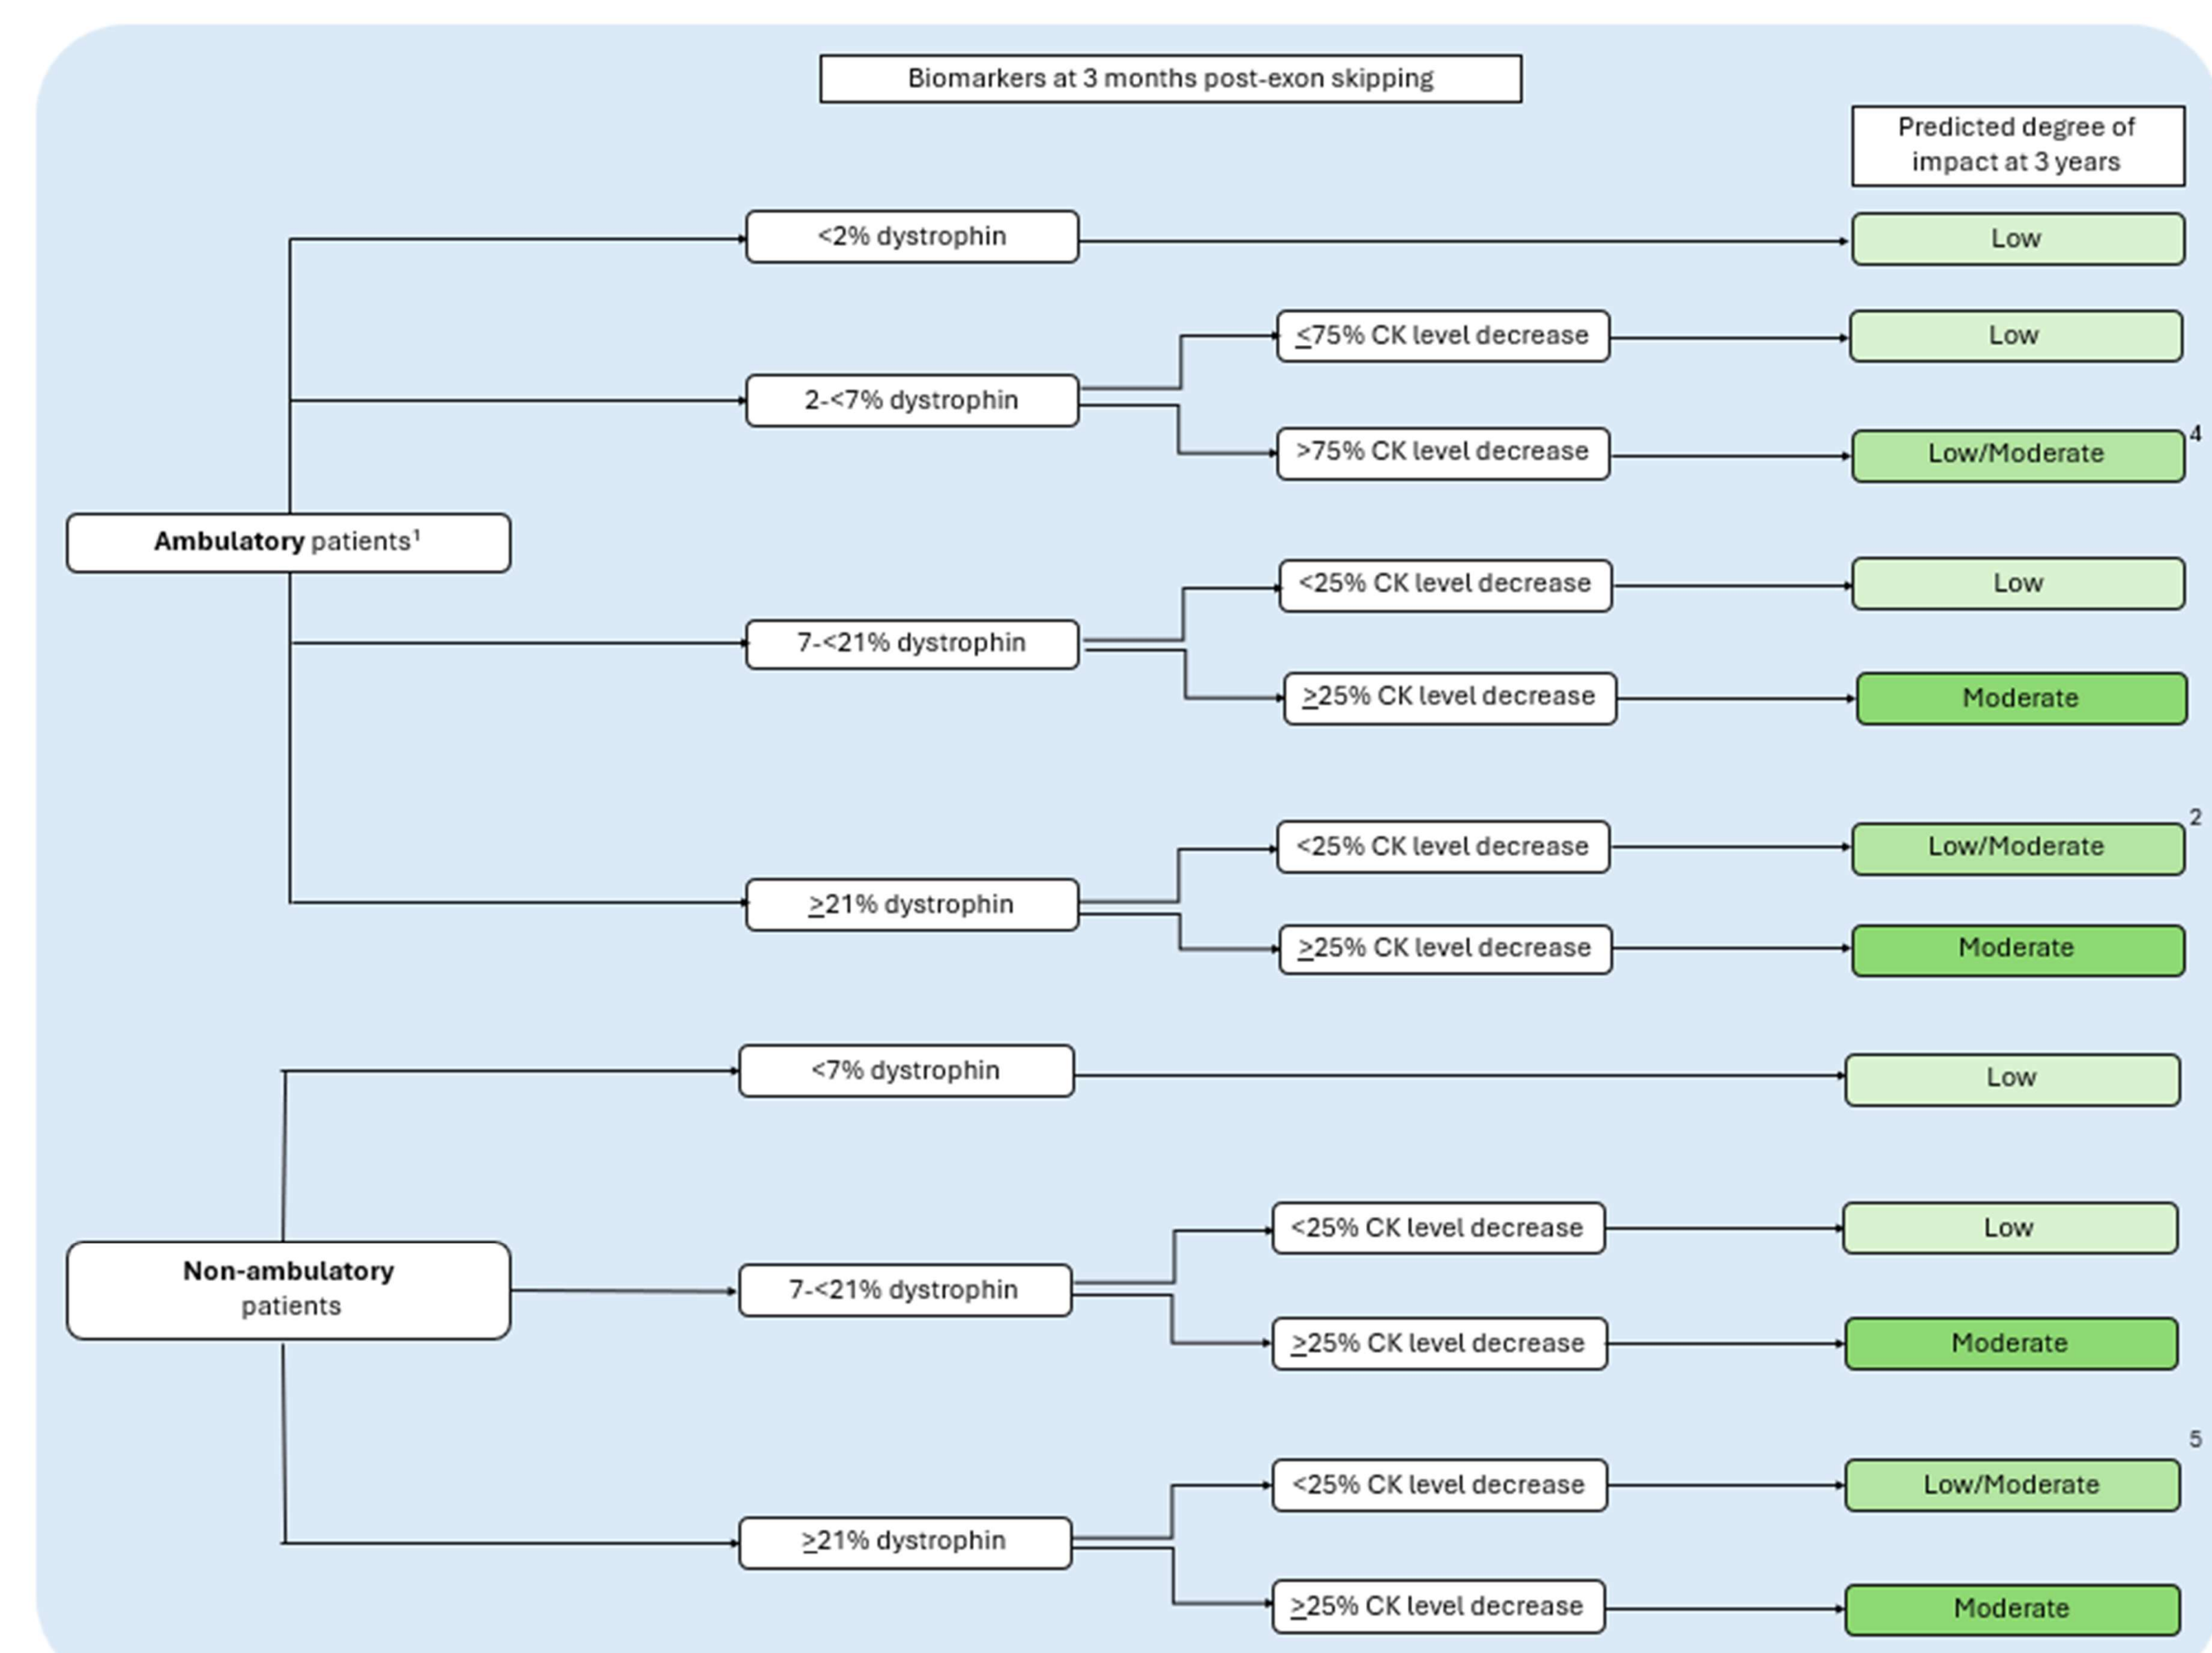 Biomarkers at 3 months post-exon skipping
Predicted degree of
impact at 3 years
<2% dystrophin
Low
≤75% CK level decrease
Low
2-<7% dystrophin
>75% CK level decrease
Low/Moderate 4
Ambulatory patients¹
<25% CK level decrease
Low
7-<21% dystrophin
≥25% CK level decrease
Moderate
<25% CK level decrease
Low/Moderate 2
≥21% dystrophin
≥25% CK level decrease
Moderate
<7% dystrophin
Low
Non-ambulatory
patients
<25% CK level decrease
Low
7-<21% dystrophin
≥25% CK level decrease
Moderate
<25% CK level decrease
Low/Moderate 5
≥21% dystrophin
≥25% CK level decrease
Moderate